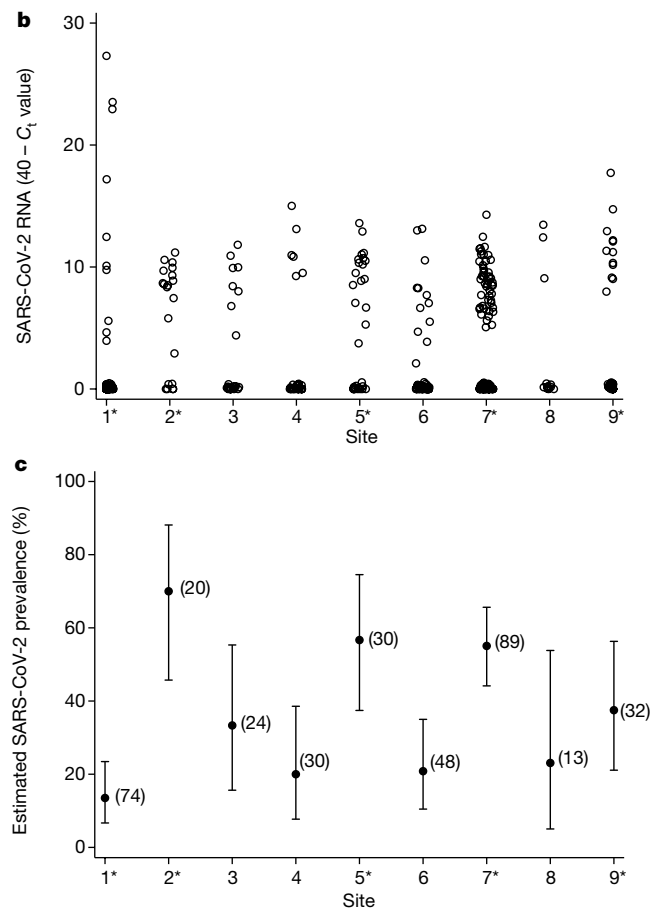 b
SARS-CoV-2 RNA (40 − Ct value)
30
20
10
0
1* 2* 3 4 5* 6 7* 8 9*
Site
c
Estimated SARS-CoV-2 prevalence (%)
100
80
60
40
20
0
(74)
(20)
(24)
(30)
(30)
(48)
(89)
(13)
(32)
1* 2* 3 4 5* 6 7* 8 9*
Site